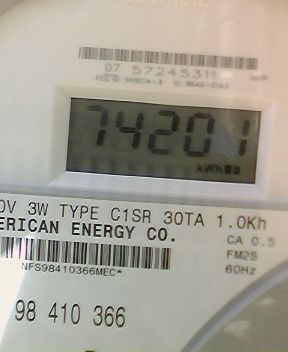 07 57245311
74201
kWh
0V 3W TYPE C1SR 30TA 1.0Kh
ERICAN ENERGY CO.
CA 0.5
FM2S
60Hz
NFS98410366MEC*
98 410 366